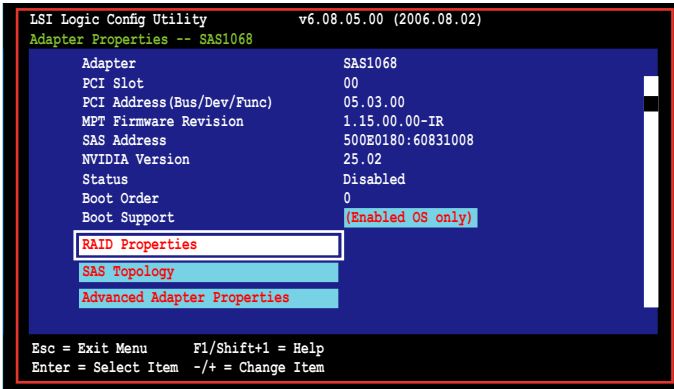 LSI Logic Config Utility v6.08.05.00 (2006.08.02)
Adapter Properties -- SAS1068
Adapter SAS1068
PCI Slot 00
PCI Address(Bus/Dev/Func) 05.03.00
MPT Firmware Revision 1.15.00.00-IR
SAS Address 500E0180:60831008
NVIDIA Version 25.02
Status Disabled
Boot Order 0
Boot Support (Enabled OS only)
RAID Properties
SAS Topology
Advanced Adapter Properties
Esc = Exit Menu F1/Shift+1 = Help
Enter = Select Item -/+ = Change Item